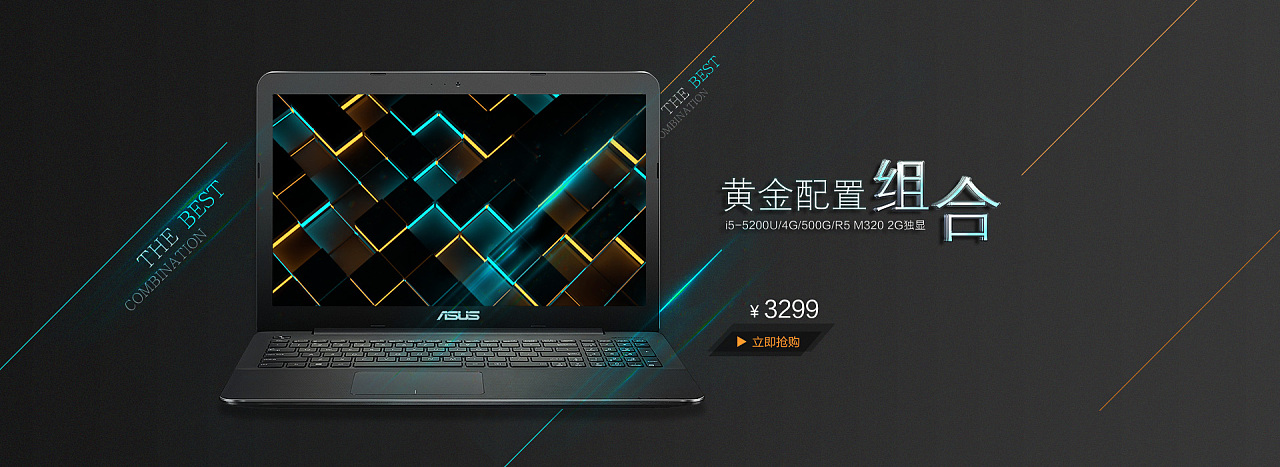 THE BEST
COMBINATION
THE BEST
COMBINATION
ASUS
黄金配置组合
i5-5200U/4G/500G/R5 M320 2G独显
¥ 3299
立即抢购